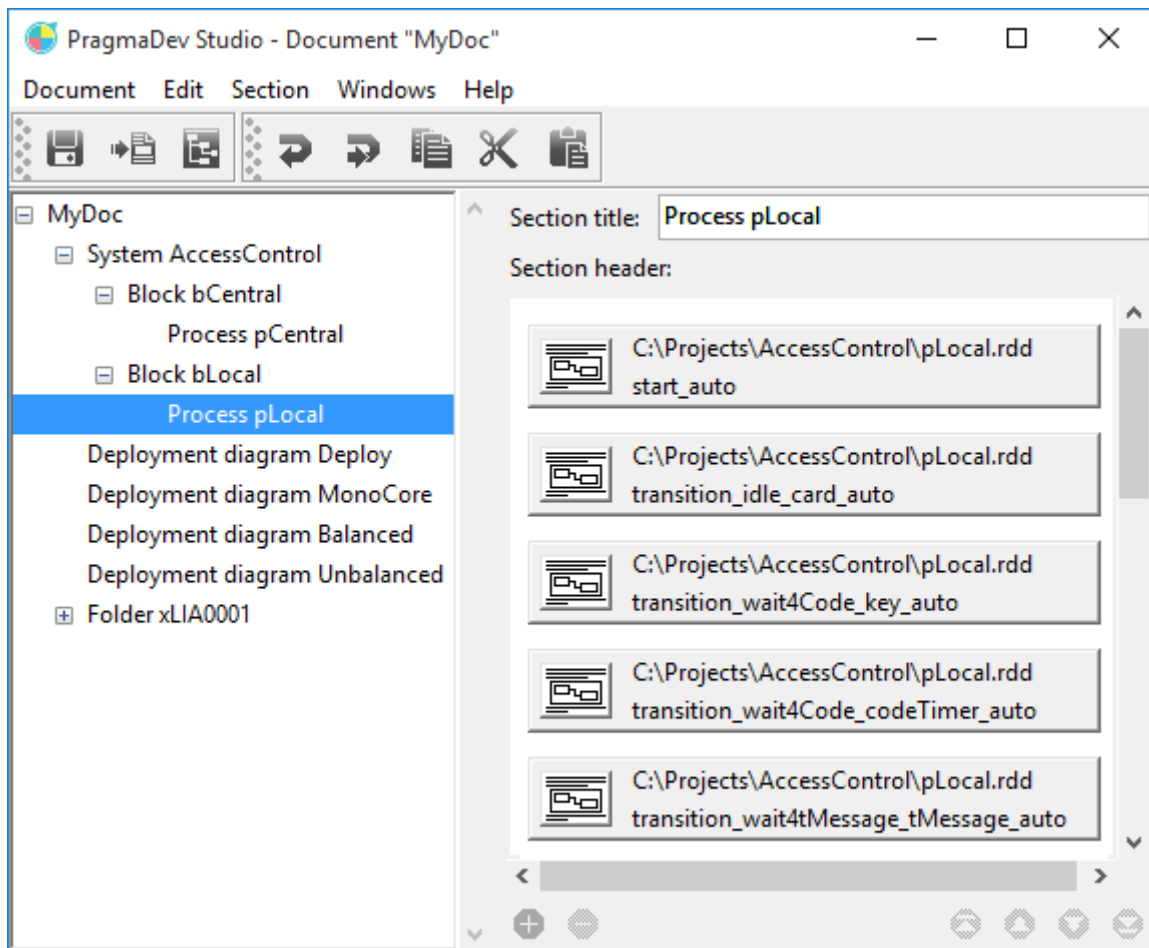 PragmaDev Studio - Document "MyDoc"
Document Edit Section Windows Help
MyDoc
System AccessControl
Block bCentral
Process pCentral
Block bLocal
Process pLocal
Deployment diagram Deploy
Deployment diagram MonoCore
Deployment diagram Balanced
Deployment diagram Unbalanced
Folder xLIA0001
Section title: Process pLocal
Section header:
C:\Projects\AccessControl\pLocal.rdd
start_auto
C:\Projects\AccessControl\pLocal.rdd
transition_idle_card_auto
C:\Projects\AccessControl\pLocal.rdd
transition_wait4Code_key_auto
C:\Projects\AccessControl\pLocal.rdd
transition_wait4Code_codeTimer_auto
C:\Projects\AccessControl\pLocal.rdd
transition_wait4tMessage_tMessage_auto